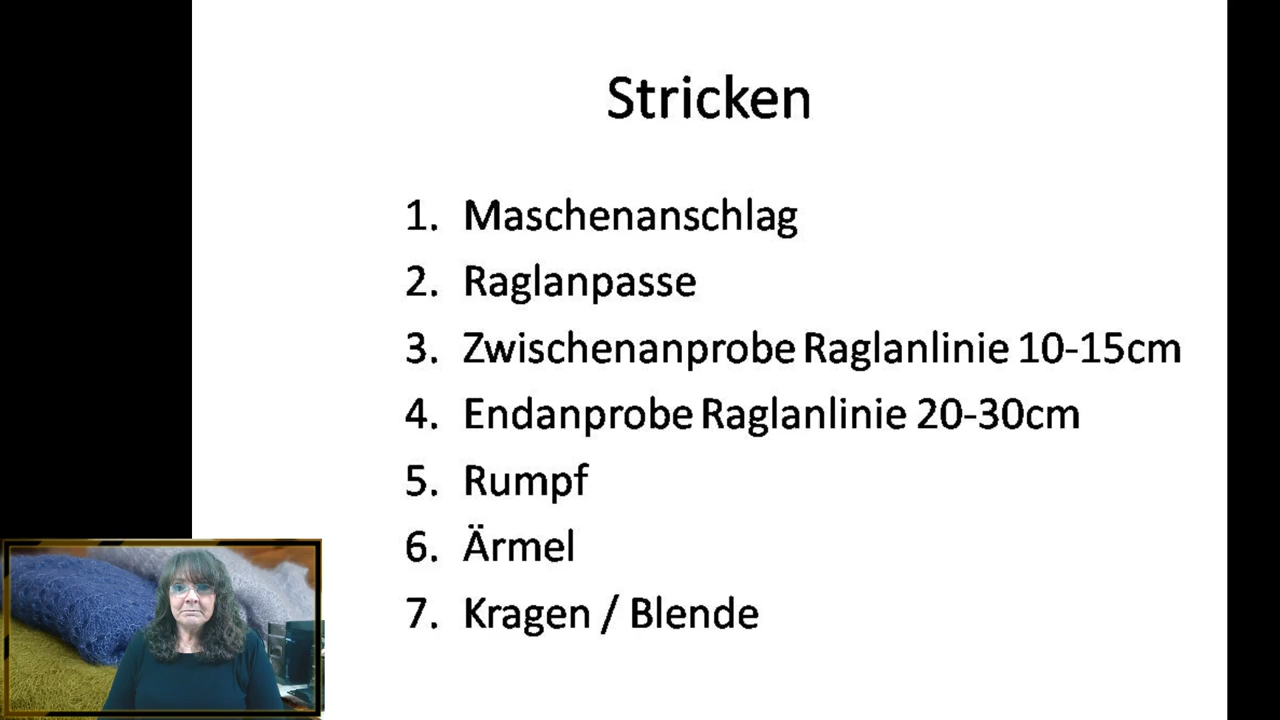 Stricken
1. Maschenanschlag
2. Raglanpasse
3. Zwischenanprobe Raglanlinie 10-15cm
4. Endanprobe Raglanlinie 20-30cm
5. Rumpf
6. Ärmel
7. Kragen / Blende